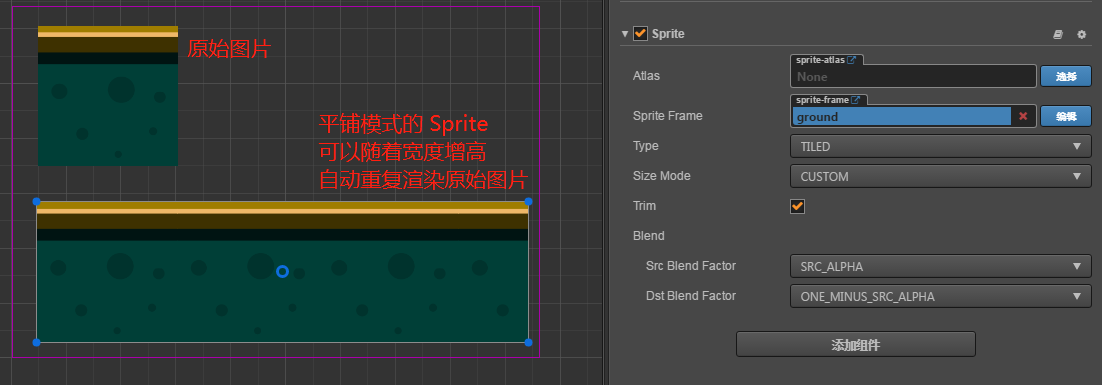 原始图片
平铺模式的 Sprite
可以随着宽度增高
自动重复渲染原始图片
Sprite
Atlas
sprite-atlas
None
选择
Sprite Frame
sprite-frame
ground
编辑
Type
TILED
Size Mode
CUSTOM
Trim
Blend
Src Blend Factor
SRC_ALPHA
Dst Blend Factor
ONE_MINUS_SRC_ALPHA
添加组件